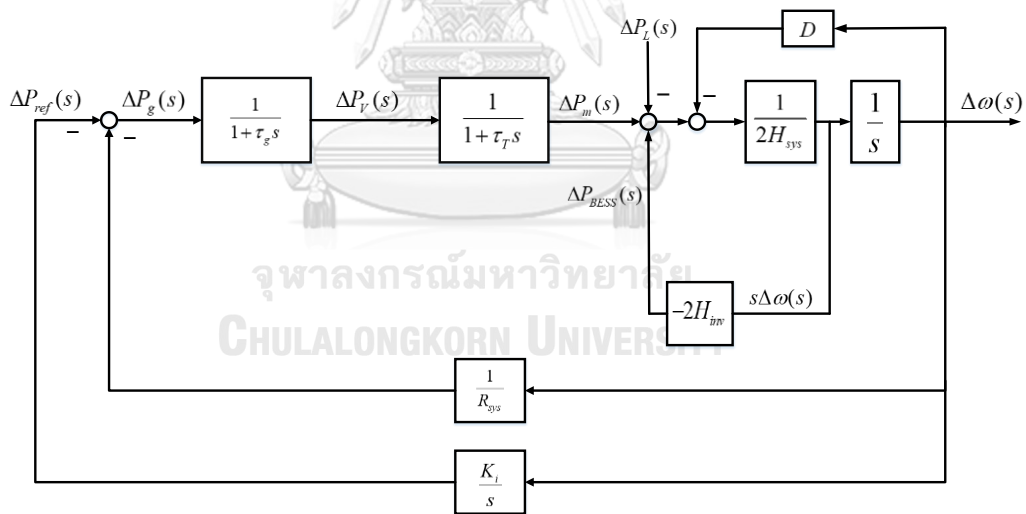 ΔP_L(s)
D
ΔP_ref(s)
ΔP_g(s)
1
1+τ_g s
ΔP_V(s)
1
1+τ_T s
ΔP_m(s)
1
2H_sys
1
s
Δω(s)
ΔP_BESS(s)
จุฬาลงกรณ์มหาวิทยาลัย
-2H_inv
sΔω(s)
CHULALONGKORN UNIVERSITY
1
R_sys
K_i
s